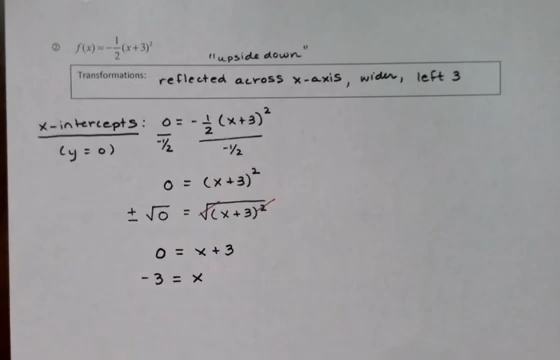 ② f(x) = -1/2(x+3)²
"upside down"
Transformations: reflected across x-axis, wider, left 3
x-intercepts: 0 = -1/2 (x+3)²
(y = 0) -1/2 -1/2
0 = (x+3)²
± √0 = √(x+3)²
0 = x + 3
-3 = x